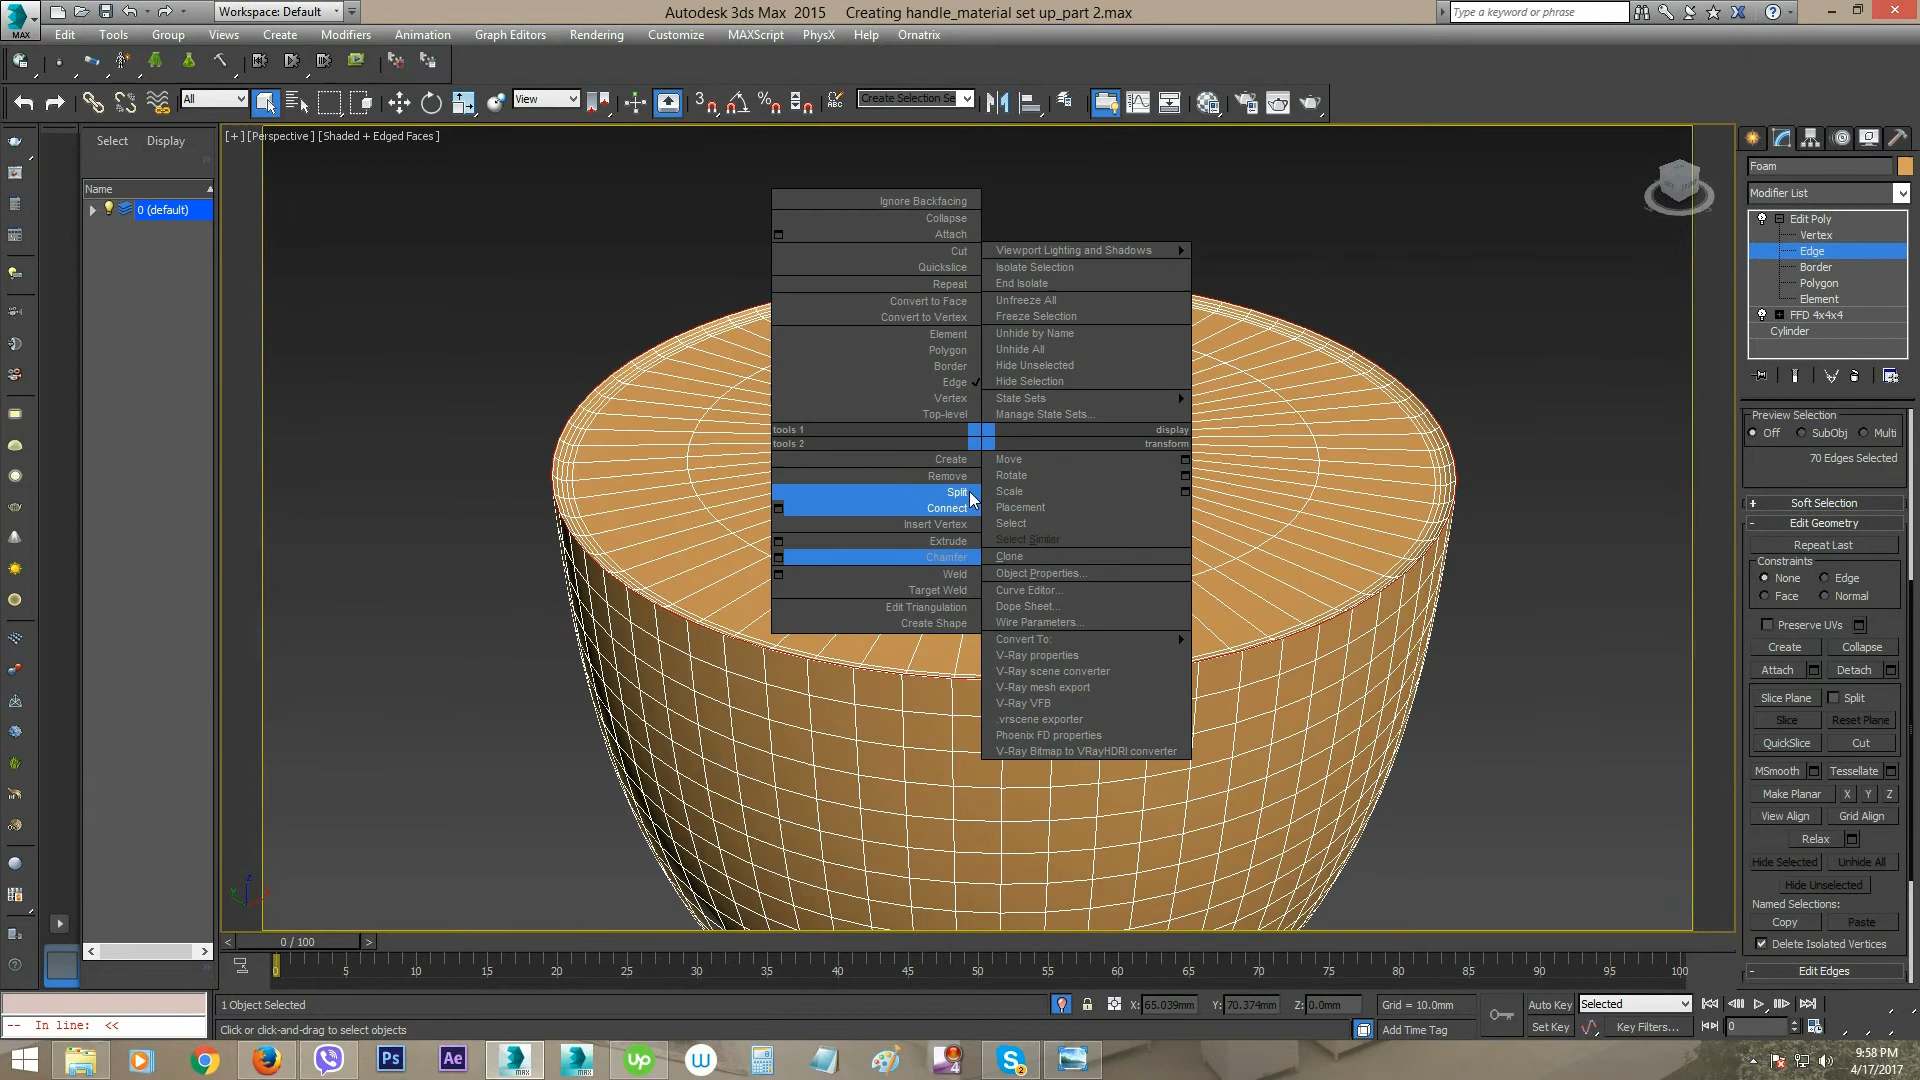 Workspace: Default
Autodesk 3ds Max 2015    Creating handle_material set up_part 2.max
Type a keyword or phrase
MAX
Edit Tools Group Views Create Modifiers Animation Graph Editors Rendering Customize MAXScript PhysX Help Ornatrix
All
View
3
Create Selection Se
[+] [Perspective] [Shaded + Edged Faces]
Select Display
Name
0 (default)
Ignore Backfacing
Collapse
Attach
Cut
Quickslice
Repeat
Convert to Face
Convert to Vertex
Element
Polygon
Border
Edge
Vertex
Top-level
tools 1
tools 2
Create
Remove
Split
Connect
Insert Vertex
Extrude
Chamfer
Weld
Target Weld
Edit Triangulation
Create Shape
Viewport Lighting and Shadows
Isolate Selection
End Isolate
Unfreeze All
Freeze Selection
Unhide by Name
Unhide All
Hide Unselected
Hide Selection
State Sets
Manage State Sets...
display
transform
Move
Rotate
Scale
Placement
Select
Select Similar
Clone
Object Properties...
Curve Editor...
Dope Sheet...
Wire Parameters...
Convert To:
V-Ray properties
V-Ray scene converter
V-Ray mesh export
V-Ray VFB
.vrscene exporter
Phoenix FD properties
V-Ray Bitmap to VRayHDRI converter
Foam
Modifier List
Edit Poly
Vertex
Edge
Border
Polygon
Element
FFD 4x4x4
Cylinder
Preview Selection
Off SubObj Multi
70 Edges Selected
+ Soft Selection
- Edit Geometry
Repeat Last
Constraints
None Edge
Face Normal
Preserve UVs
Create Collapse
Attach Detach
Slice Plane Split
Slice Reset Plane
QuickSlice Cut
MSmooth Tessellate
Make Planar X Y Z
View Align Grid Align
Relax
Hide Selected Unhide All
Hide Unselected
Named Selections:
Copy Paste
Delete Isolated Vertices
- Edit Edges
0 / 100
0 5 10 15 20 25 30 35 40 45 50 55 60 65 70 75 80 85 90 95 100
1 Object Selected
X: 65.039mm Y: 70.374mm Z: 0.0mm Grid = 10.0mm
Auto Key Selected
-- In line: <<
Click or click-and-drag to select objects
Add Time Tag
Set Key Key Filters... 0
Ps Ae MAX MAX up W 4 S 2
9:58 PM
4/17/2017